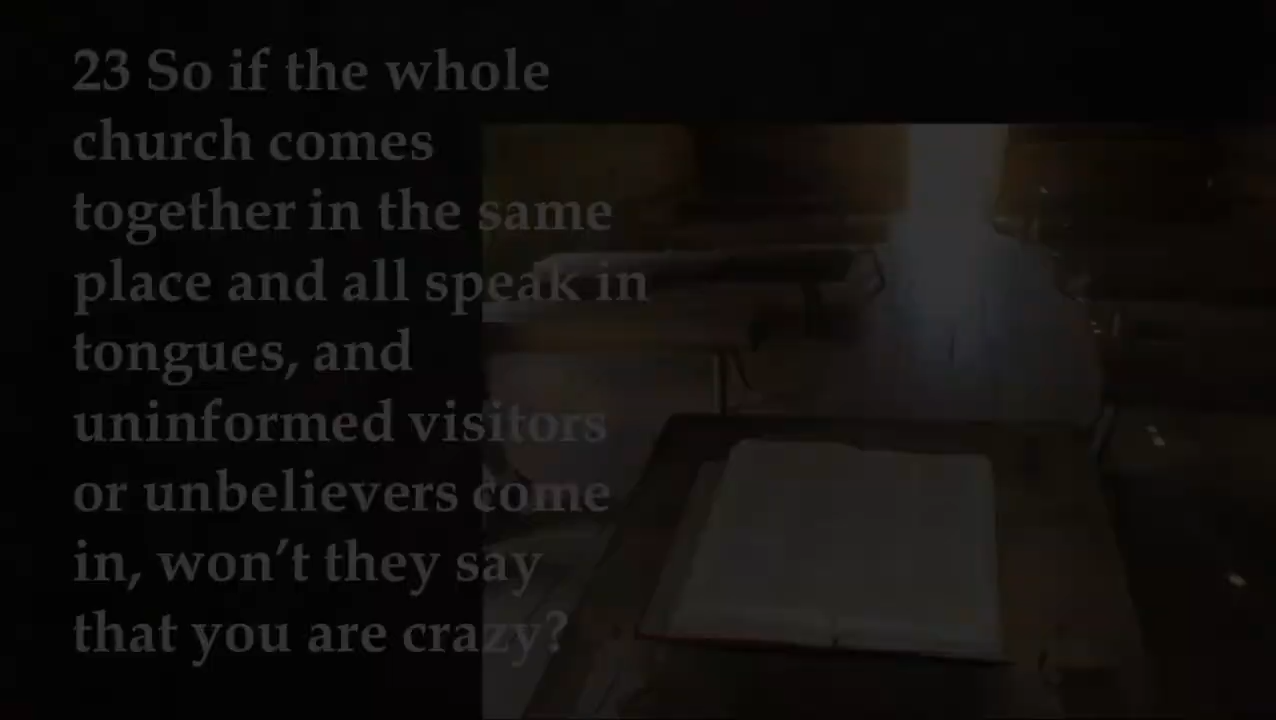 23 So if the whole
church comes
together in the same
place and all speak in
tongues, and
uninformed visitors
or unbelievers come
in, won’t they say
that you are crazy?